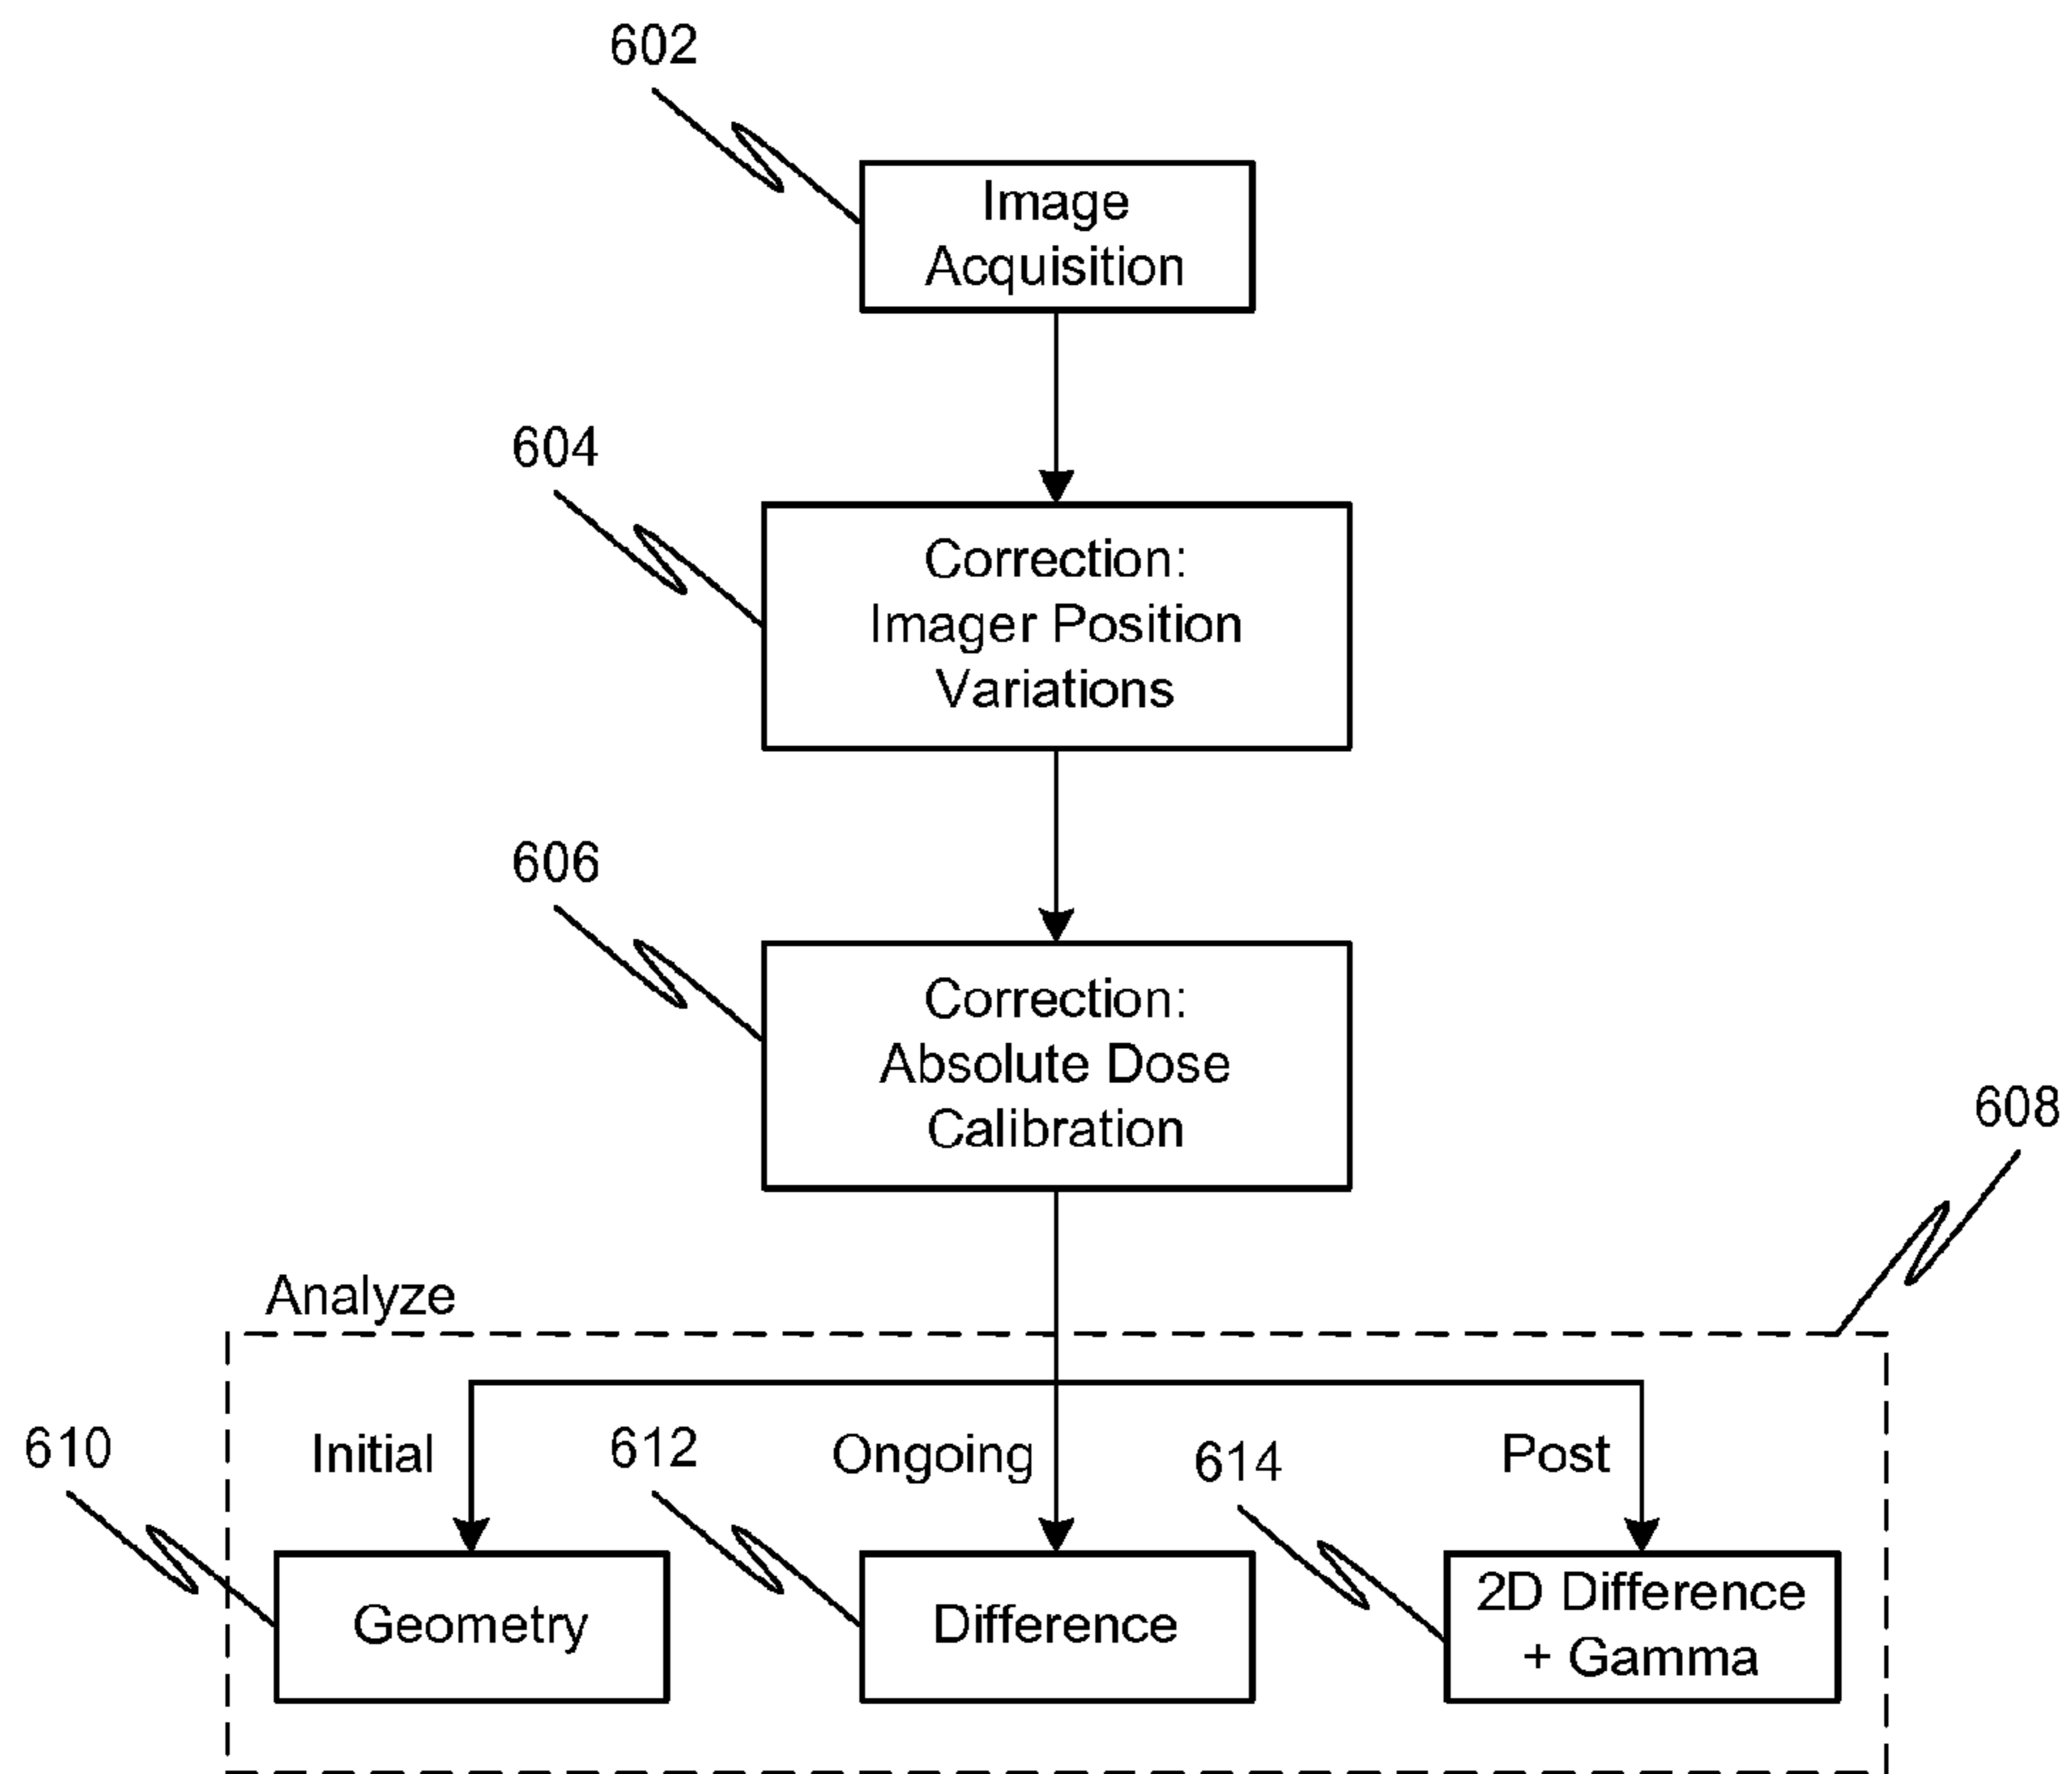 602
Image
Acquisition
604
Correction:
Imager Position
Variations
606
Correction:
Absolute Dose
Calibration
608
Analyze
610
Initial
612
Ongoing
614
Post
Geometry
Difference
2D Difference
+ Gamma